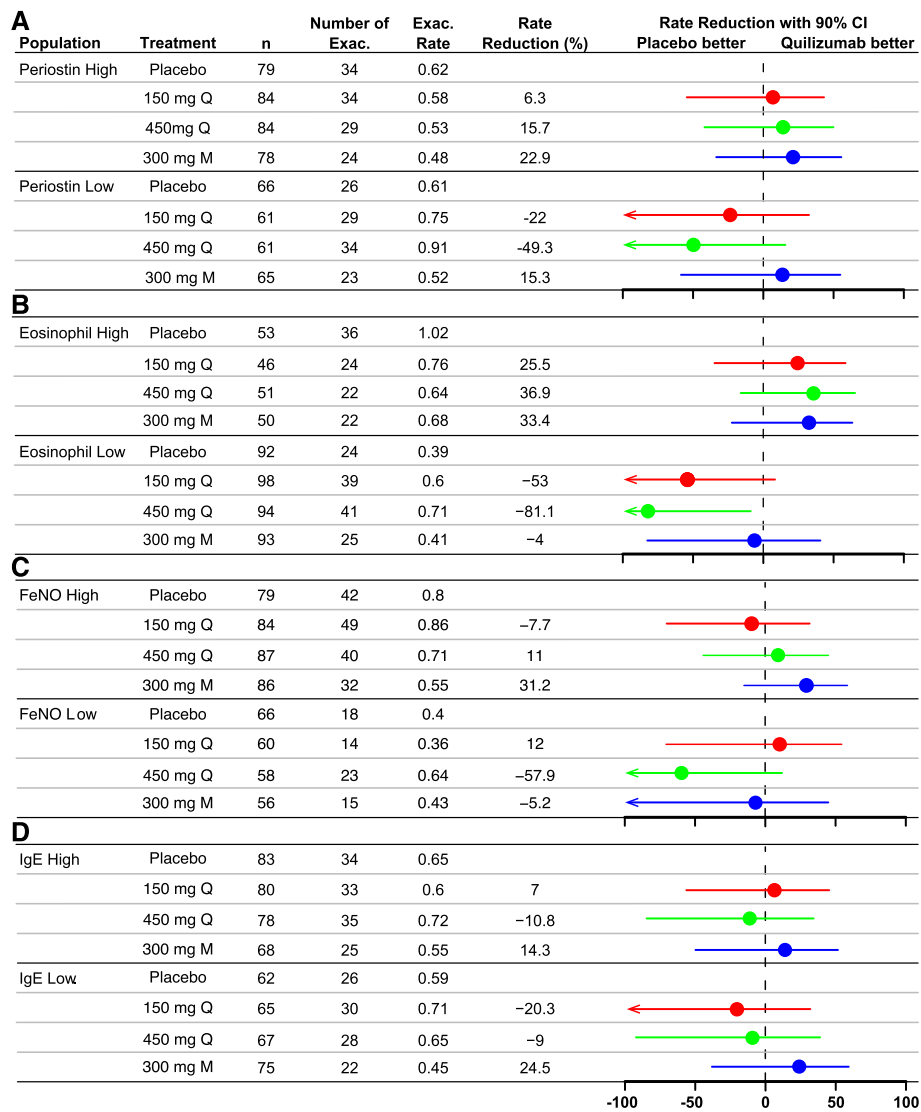 A
Number of Exac. Rate Rate Reduction with 90% CI
Population Treatment n Exac. Rate Reduction (%) Placebo better Quilizumab better
Periostin High Placebo 79 34 0.62
150 mg Q 84 34 0.58 6.3
450mg Q 84 29 0.53 15.7
300 mg M 78 24 0.48 22.9
Periostin Low Placebo 66 26 0.61
150 mg Q 61 29 0.75 -22
450 mg Q 61 34 0.91 -49.3
300 mg M 65 23 0.52 15.3
B
Eosinophil High Placebo 53 36 1.02
150 mg Q 46 24 0.76 25.5
450 mg Q 51 22 0.64 36.9
300 mg M 50 22 0.68 33.4
Eosinophil Low Placebo 92 24 0.39
150 mg Q 98 39 0.6 −53
450 mg Q 94 41 0.71 −81.1
300 mg M 93 25 0.41 −4
C
FeNO High Placebo 79 42 0.8
150 mg Q 84 49 0.86 −7.7
450 mg Q 87 40 0.71 11
300 mg M 86 32 0.55 31.2
FeNO Low Placebo 66 18 0.4
150 mg Q 60 14 0.36 12
450 mg Q 58 23 0.64 −57.9
300 mg M 56 15 0.43 −5.2
D
IgE High Placebo 83 34 0.65
150 mg Q 80 33 0.6 7
450 mg Q 78 35 0.72 −10.8
300 mg M 68 25 0.55 14.3
IgE Low. Placebo 62 26 0.59
150 mg Q 65 30 0.71 −20.3
450 mg Q 67 28 0.65 −9
300 mg M 75 22 0.45 24.5
-100 -50 0 50 100